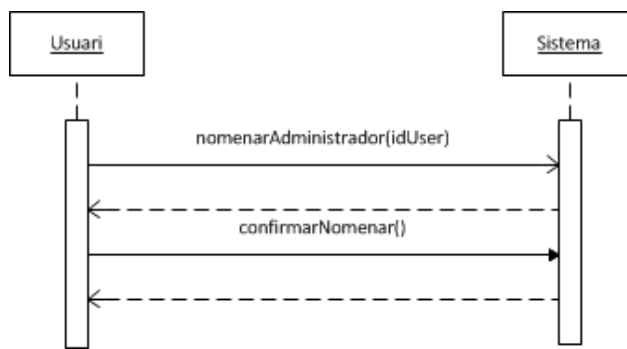 Usuari
Sistema
nomenarAdministrador(idUser)
confirmarNomenar()